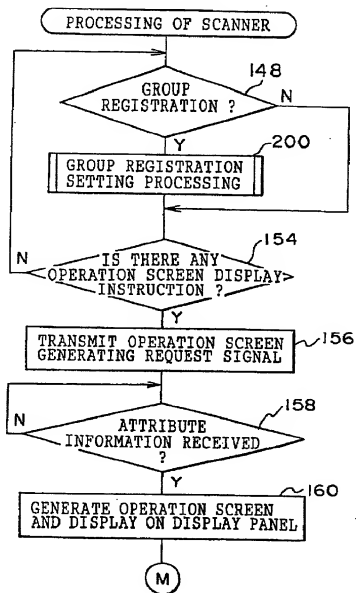 PROCESSING OF SCANNER
148
GROUP
REGISTRATION ?
N
Y
200
GROUP REGISTRATION
SETTING PROCESSING
154
N
IS THERE ANY
OPERATION SCREEN DISPLAY
INSTRUCTION ?
Y
TRANSMIT OPERATION SCREEN
GENERATING REQUEST SIGNAL
156
158
N
ATTRIBUTE
INFORMATION RECEIVED
?
Y
160
GENERATE OPERATION SCREEN
AND DISPLAY ON DISPLAY PANEL
M